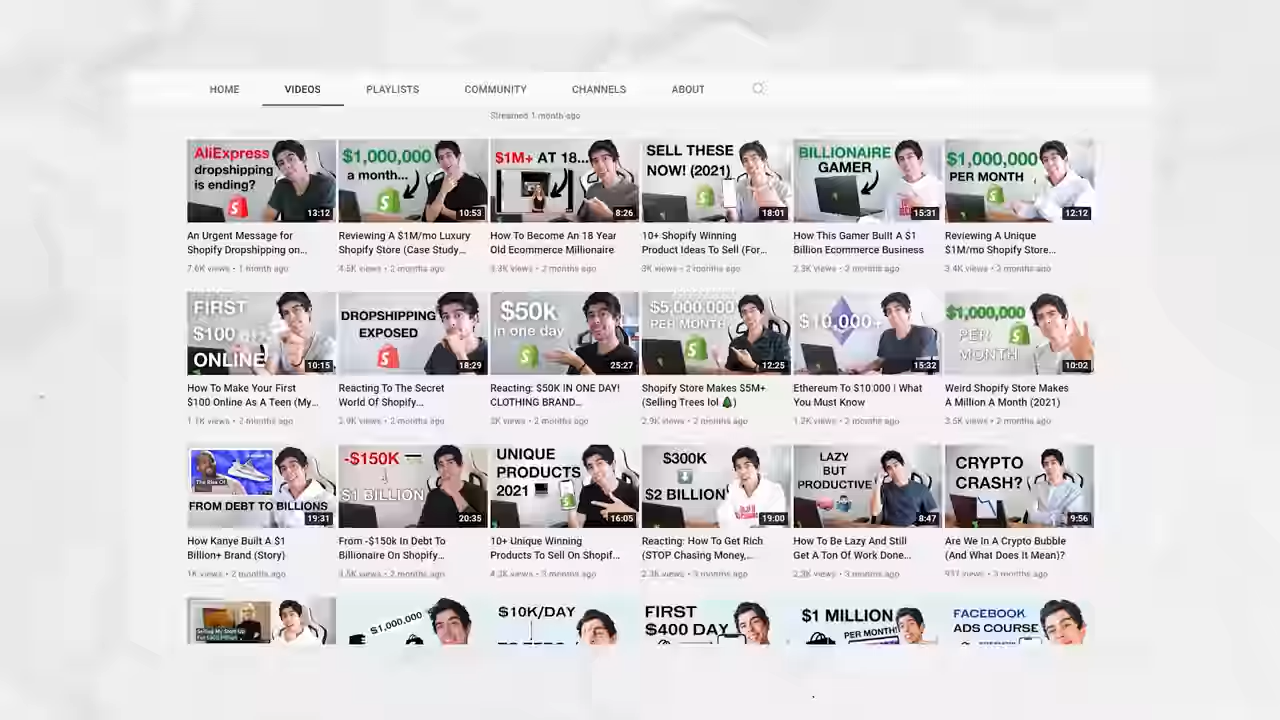 HOME
VIDEOS
PLAYLISTS
COMMUNITY
CHANNELS
ABOUT
Streamed 1 month ago
AliExpress
dropshipping
is ending?
13:12
$1,000,000
a month...
10:53
$1M+ AT 18...
8:26
SELL THESE
NOW! (2021)
18:01
BILLIONAIRE
GAMER
15:31
$1,000,000
PER MONTH
12:12
An Urgent Message for
Shopify Dropshipping on...
7.6K views • 1 month ago
Reviewing A $1M/mo Luxury
Shopify Store (Case Study...
4.5K views • 2 months ago
How To Become An 18 Year
Old Ecommerce Millionaire
3.3K views • 2 months ago
10+ Shopify Winning
Product Ideas To Sell (For...
3K views • 2 months ago
How This Gamer Built A $1
Billion Ecommerce Business
2.3K views • 2 months ago
Reviewing A Unique
$1M/mo Shopify Store...
3.4K views • 2 months ago
FIRST
$100
ONLINE
10:15
DROPSHIPPING
EXPOSED
18:29
$50k
in one day
25:27
$5,000,000
PER MONTH
12:25
$10,000+
15:32
$1,000,000
PER
MONTH
10:02
How To Make Your First
$100 Online As A Teen (My...
1.1K views • 2 months ago
Reacting To The Secret
World Of Shopify...
2.9K views • 2 months ago
Reacting: $50K IN ONE DAY!
CLOTHING BRAND...
2K views • 2 months ago
Shopify Store Makes $5M+
(Selling Trees lol 🌲)
2.9K views • 2 months ago
Ethereum To $10,000 | What
You Must Know
1.2K views • 2 months ago
Weird Shopify Store Makes
A Million A Month (2021)
3.5K views • 2 months ago
The Rise Of
FROM DEBT TO BILLIONS
19:31
-$150K
$1 BILLION
20:35
UNIQUE
PRODUCTS
2021
16:05
$300K
$2 BILLION
19:00
LAZY
BUT
PRODUCTIVE
8:47
CRYPTO
CRASH?
9:56
How Kanye Built A $1
Billion+ Brand (Story)
1K views • 2 months ago
From -$150k In Debt To
Billionaire On Shopify...
3.5K views • 2 months ago
10+ Unique Winning
Products To Sell On Shopif...
4.3K views • 3 months ago
Reacting: How To Get Rich
(STOP Chasing Money,...
2.3K views • 3 months ago
How To Be Lazy And Still
Get A Ton Of Work Done...
2.3K views • 3 months ago
Are We In A Crypto Bubble
(And What Does It Mean)?
937 views • 3 months ago
Selling My Start Up
$1,000,000
$10K/DAY
FIRST
$400 DAY
$1 MILLION
PER MONTH!
FACEBOOK
ADS COURSE